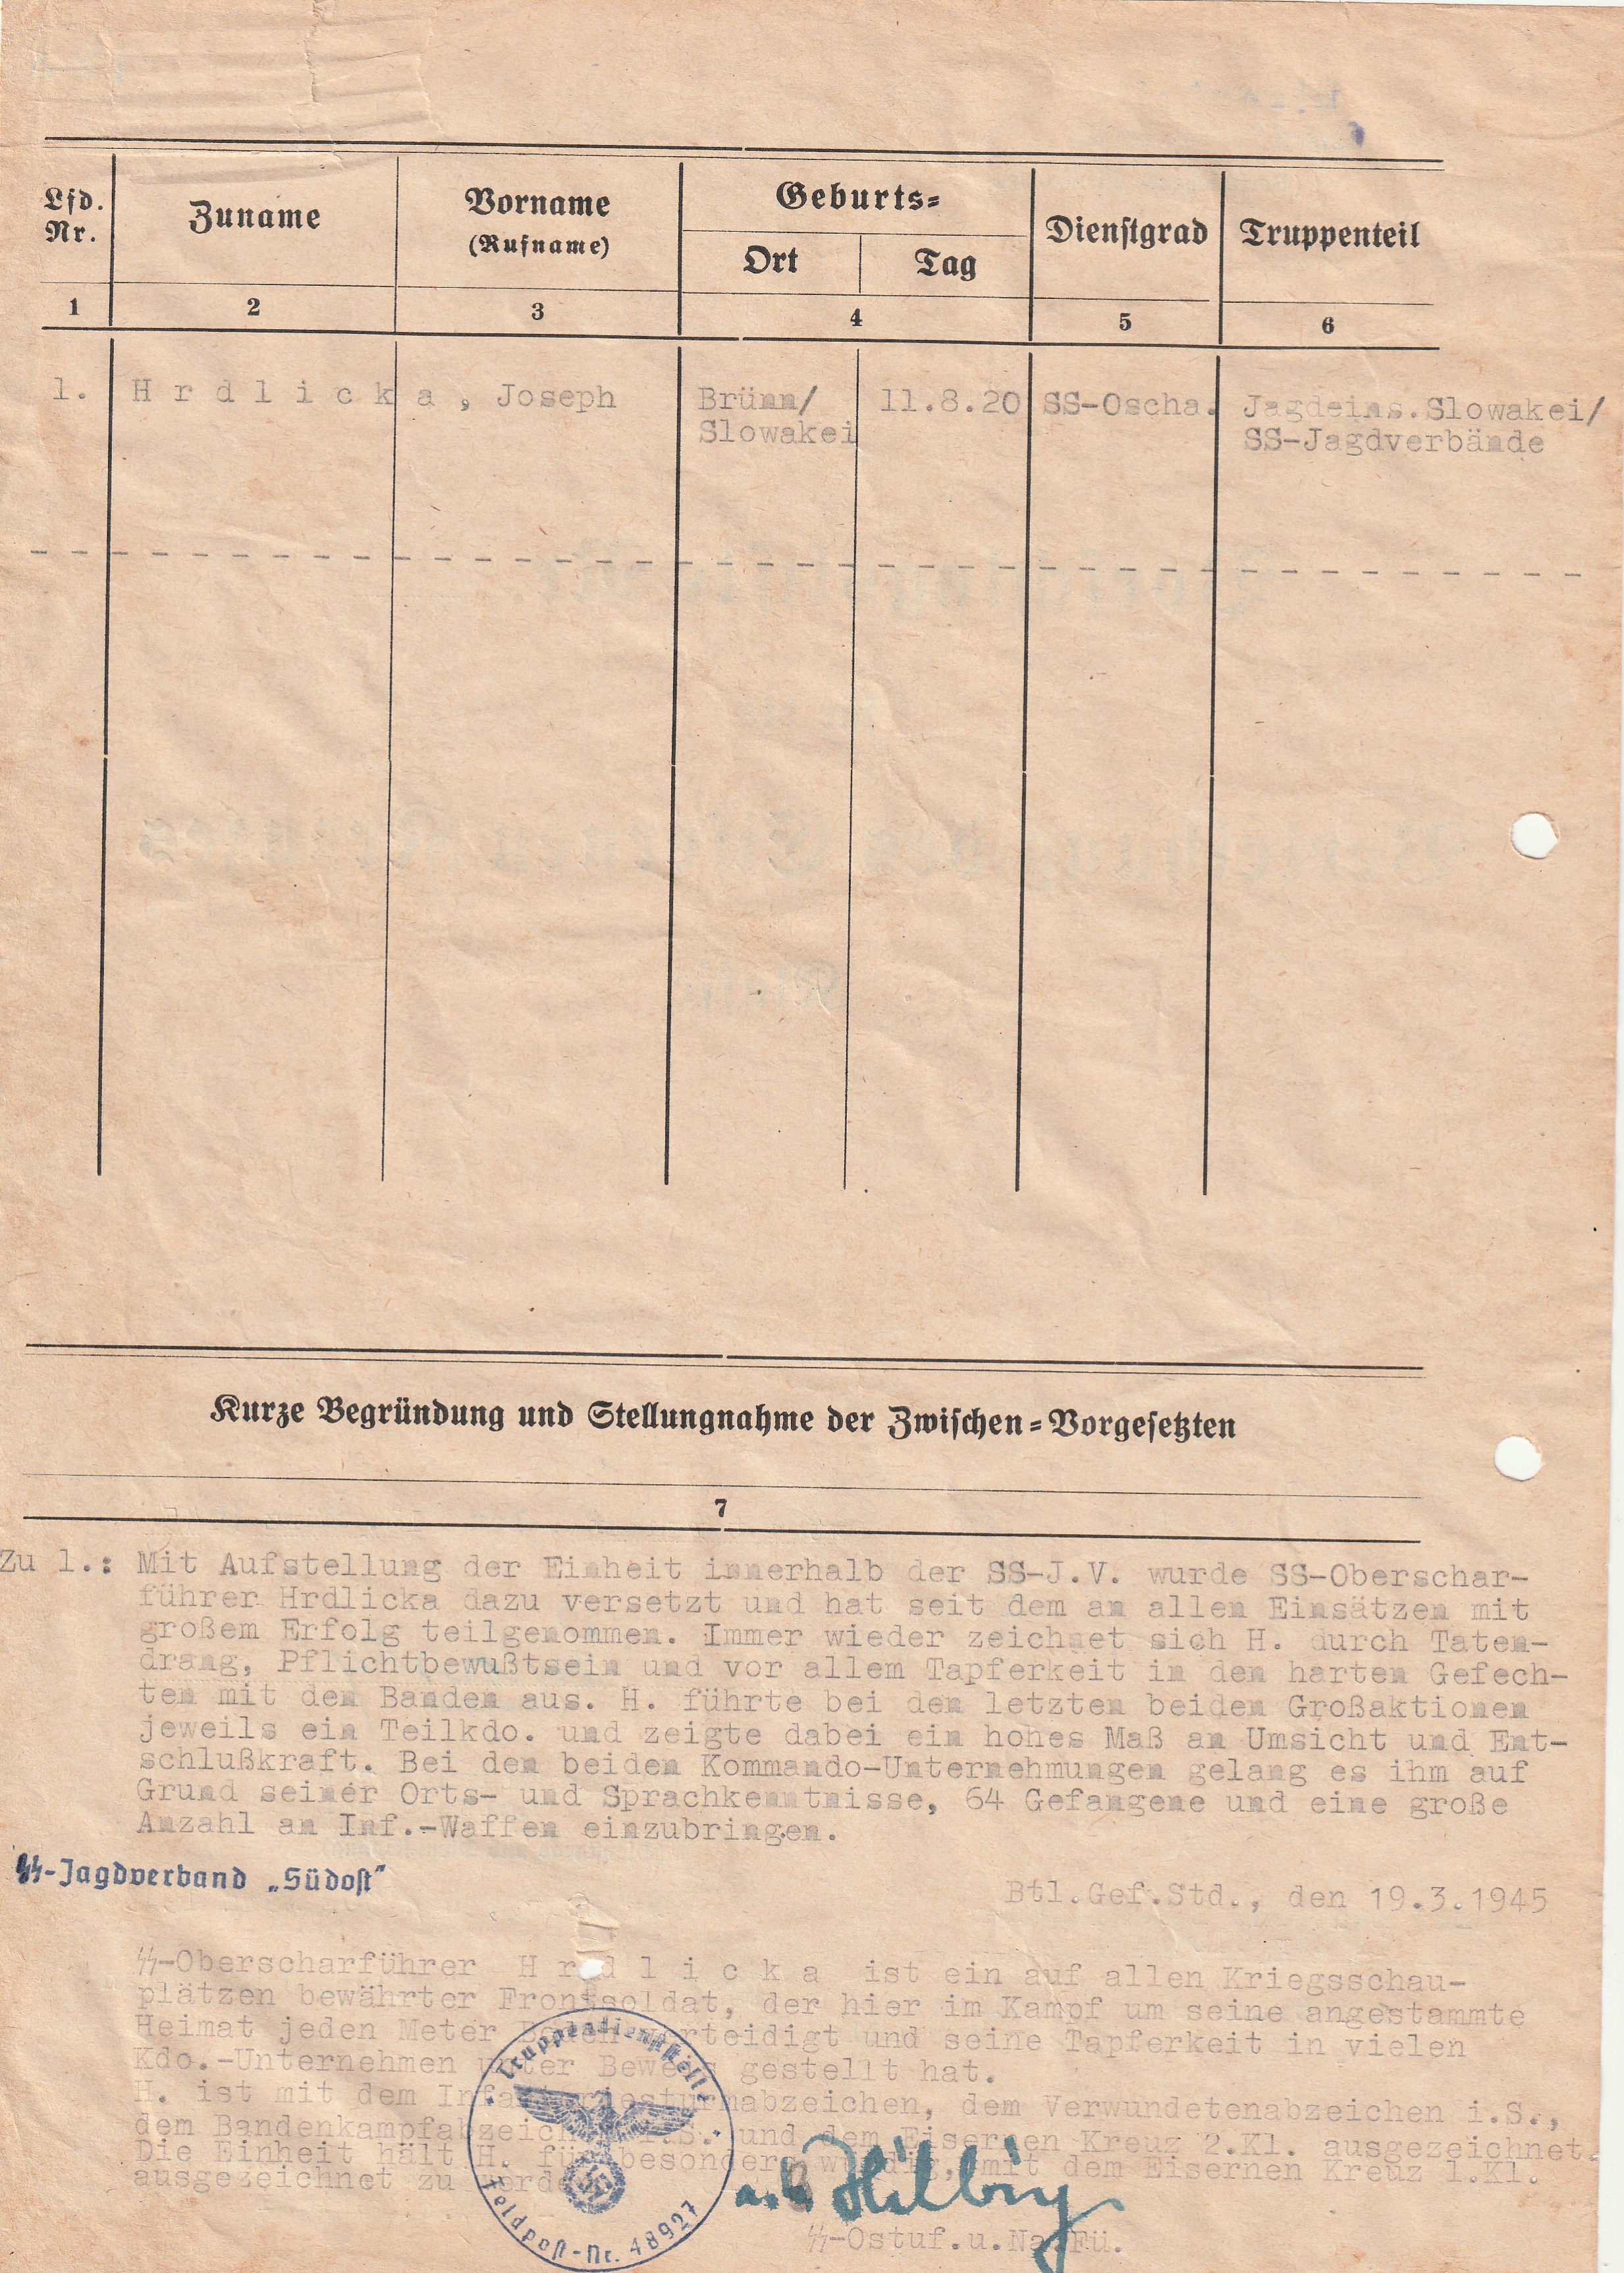 Lfd. Nr.
Zuname
Vorname
(Rufname)
Geburts=
Ort
Tag
Dienstgrad
Truppenteil
1
2
3
4
5
6
1. H r d l i c k a , Joseph Brünn/ 11.8.20 SS-Oscha. Jagdeins.Slowakei/
Slowakei SS-Jagdverbände
Kurze Begründung und Stellungnahme der Zwischen=Vorgesetzten
7
Zu 1.: Mit Aufstellung der Einheit innerhalb der SS-J.V. wurde SS-Oberschar-
führer Hrdlicka dazu versetzt und hat seit dem an allen Einsätzen mit
großem Erfolg teilgenommen. Immer wieder zeichnet sich H. durch Taten-
drang, Pflichtbewußtsein und vor allem Tapferkeit in den harten Gefech-
ten mit den Banden aus. H. führte bei den letzten beiden Großaktionen
jeweils ein Teilkdo. und zeigte dabei ein hohes Maß an Umsicht und Ent-
schlußkraft. Bei den beiden Kommando-Unternehmungen gelang es ihm auf
Grund seiner Orts- und Sprachkenntnisse, 64 Gefangene und eine große
Anzahl an Inf.-Waffen einzubringen.
SS-Jagdverband „Südost"
Btl.Gef.Std., den 19.3.1945
SS-Oberscharführer H r d l i c k a ist ein auf allen Kriegsschau-
plätzen bewährter Frontsoldat, der hier im Kampf um seine angestammte
Heimat jeden Meter Boden verteidigt und seine Tapferkeit in vielen
Kdo.-Unternehmen unter Beweis gestellt hat.
H. ist mit dem Infanteriesturmabzeichen, dem Verwundetenabzeichen i.S.,
dem Bandenkampfabzeichen i.S. und dem Eisernen Kreuz 2.Kl. ausgezeichnet.
Die Einheit hält H. für besonders würdig, mit dem Eisernen Kreuz 1.Kl.
ausgezeichnet zu werden.
Truppendienststelle
Feldpost-Nr. 48927
SS-Ostuf.u.Na.Fü.